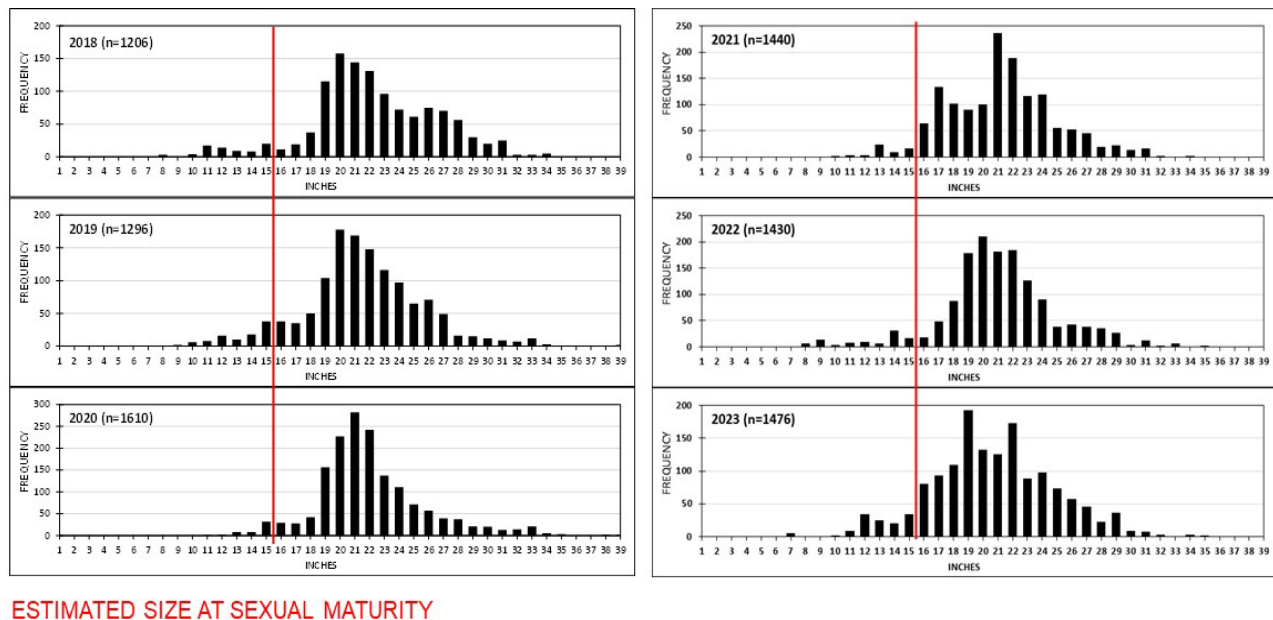 2018 (n=1206)
FREQUENCY
200
150
100
50
0
1 2 3 4 5 6 7 8 9 10 11 12 13 14 15 16 17 18 19 20 21 22 23 24 25 26 27 28 29 30 31 32 33 34 35 36 37 38 39
INCHES
2019 (n=1296)
FREQUENCY
200
150
100
50
0
1 2 3 4 5 6 7 8 9 10 11 12 13 14 15 16 17 18 19 20 21 22 23 24 25 26 27 28 29 30 31 32 33 34 35 36 37 38 39
INCHES
2020 (n=1610)
FREQUENCY
300
250
200
150
100
50
0
1 2 3 4 5 6 7 8 9 10 11 12 13 14 15 16 17 18 19 20 21 22 23 24 25 26 27 28 29 30 31 32 33 34 35 36 37 38 39
INCHES
2021 (n=1440)
FREQUENCY
250
200
150
100
50
0
1 2 3 4 5 6 7 8 9 10 11 12 13 14 15 16 17 18 19 20 21 22 23 24 25 26 27 28 29 30 31 32 33 34 35 36 37 38 39
INCHES
2022 (n=1430)
FREQUENCY
250
200
150
100
50
0
1 2 3 4 5 6 7 8 9 10 11 12 13 14 15 16 17 18 19 20 21 22 23 24 25 26 27 28 29 30 31 32 33 34 35 36 37 38 39
INCHES
2023 (n=1476)
FREQUENCY
200
150
100
50
0
1 2 3 4 5 6 7 8 9 10 11 12 13 14 15 16 17 18 19 20 21 22 23 24 25 26 27 28 29 30 31 32 33 34 35 36 37 38 39
INCHES
ESTIMATED SIZE AT SEXUAL MATURITY